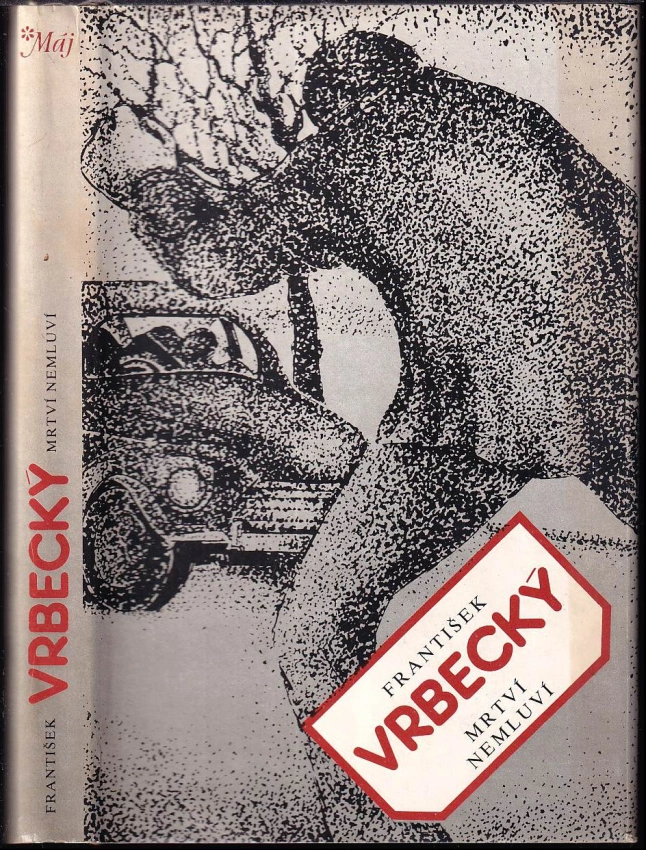 *Máj
FRANTIŠEK VRBECKÝ MRTVÍ NEMLUVÍ
FRANTIŠEK
VRBECKÝ
MRTVÍ
NEMLUVÍ